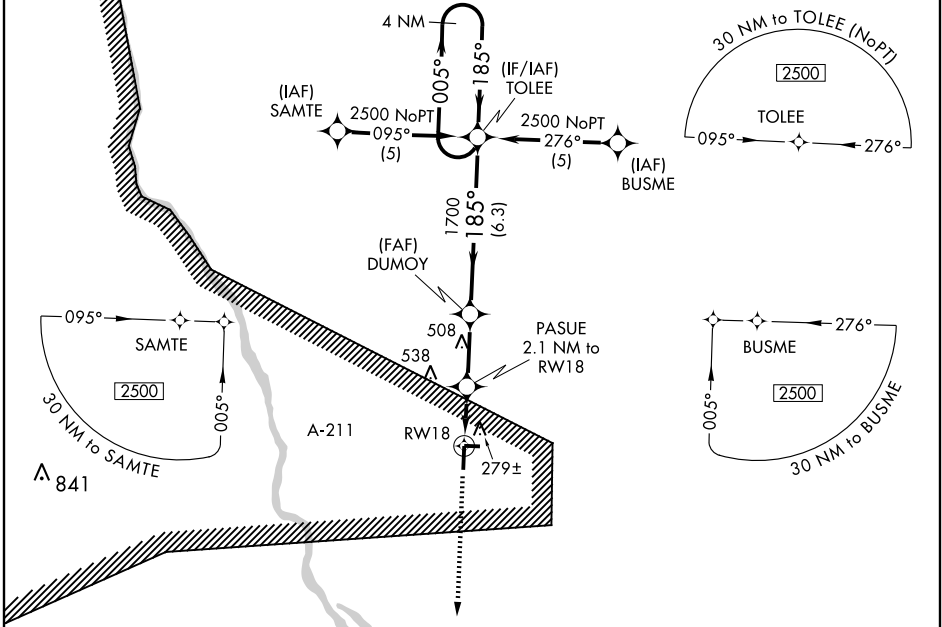 4 NM
005°
185°
(IF/IAF)
TOLEE
(IAF)
SAMTE
2500 NoPT
095°
(5)
2500 NoPT
276°
(5)
(IAF)
BUSME
30 NM to TOLEE (NoPT)
2500
TOLEE
095°
276°
1700
185°
(6.3)
(FAF)
DUMOY
508
538
PASUE
2.1 NM to
RW18
095°
SAMTE
2500
005°
30 NM to SAMTE
841
A-211
RW18
279±
276°
BUSME
2500
005°
30 NM to BUSME